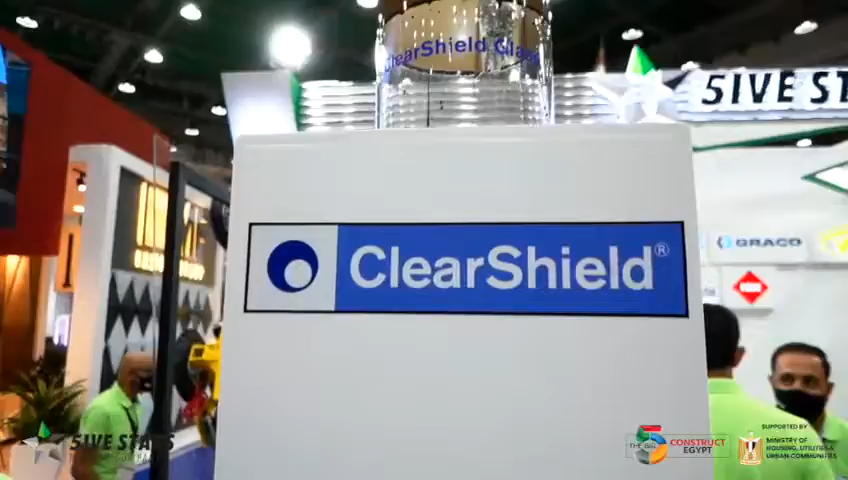 ClearShield Glass
5IVE STA
ClearShield®
GRACO
5IVE STARS
THE BIG
5
CONSTRUCT
EGYPT
SUPPORTED BY
MINISTRY OF
HOUSING, UTILITIES &
URBAN COMMUNITIES